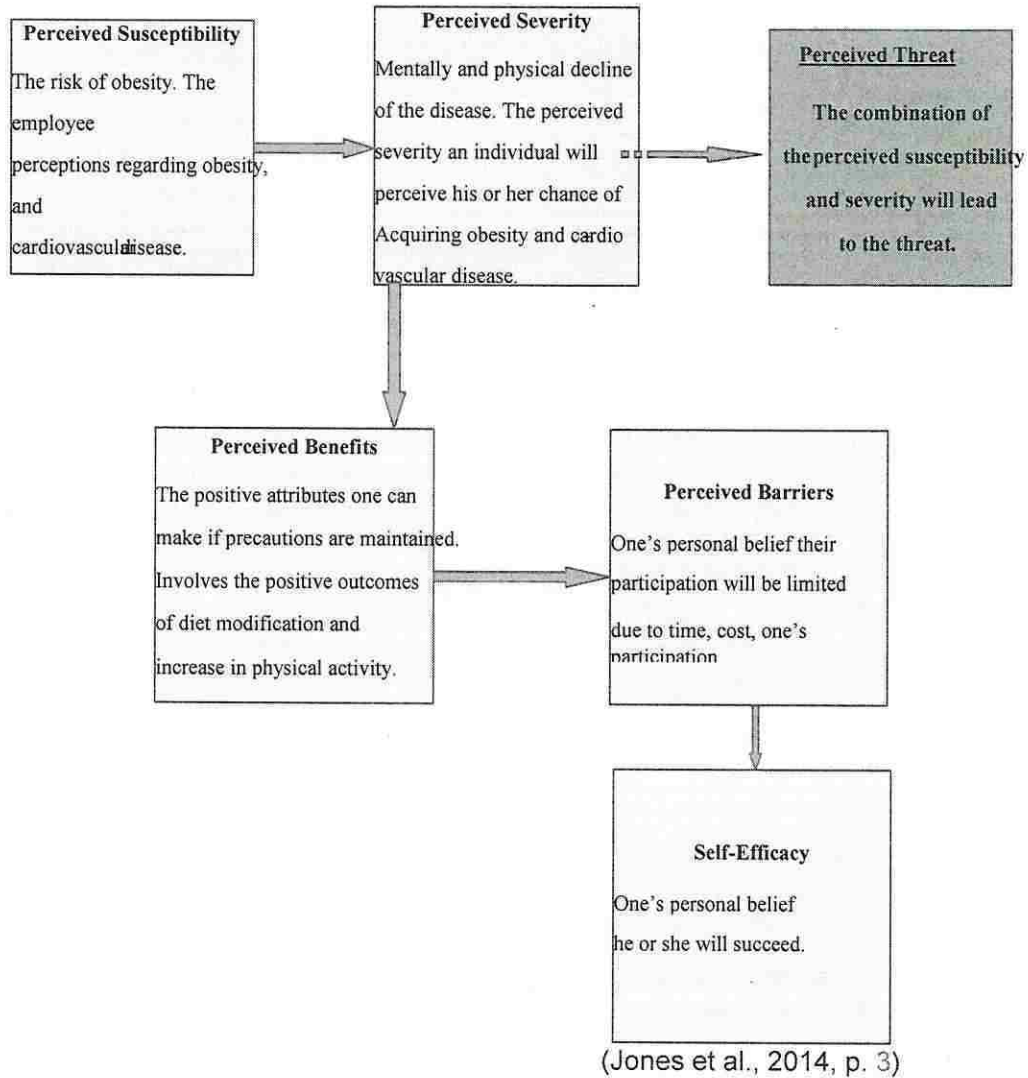 Perceived Susceptibility
The risk of obesity. The
employee
perceptions regarding obesity,
and
cardiovascular disease.
Perceived Severity
Mentally and physical decline
of the disease. The perceived
severity an individual will
perceive his or her chance of
Acquiring obesity and cardio
vascular disease.
Perceived Threat
The combination of
the perceived susceptibility
and severity will lead
to the threat.
Perceived Benefits
The positive attributes one can
make if precautions are maintained.
Involves the positive outcomes
of diet modification and
increase in physical activity.
Perceived Barriers
One's personal belief their
participation will be limited
due to time, cost, one's
participation
Self-Efficacy
One's personal belief
he or she will succeed.
(Jones et al., 2014, p. 3)